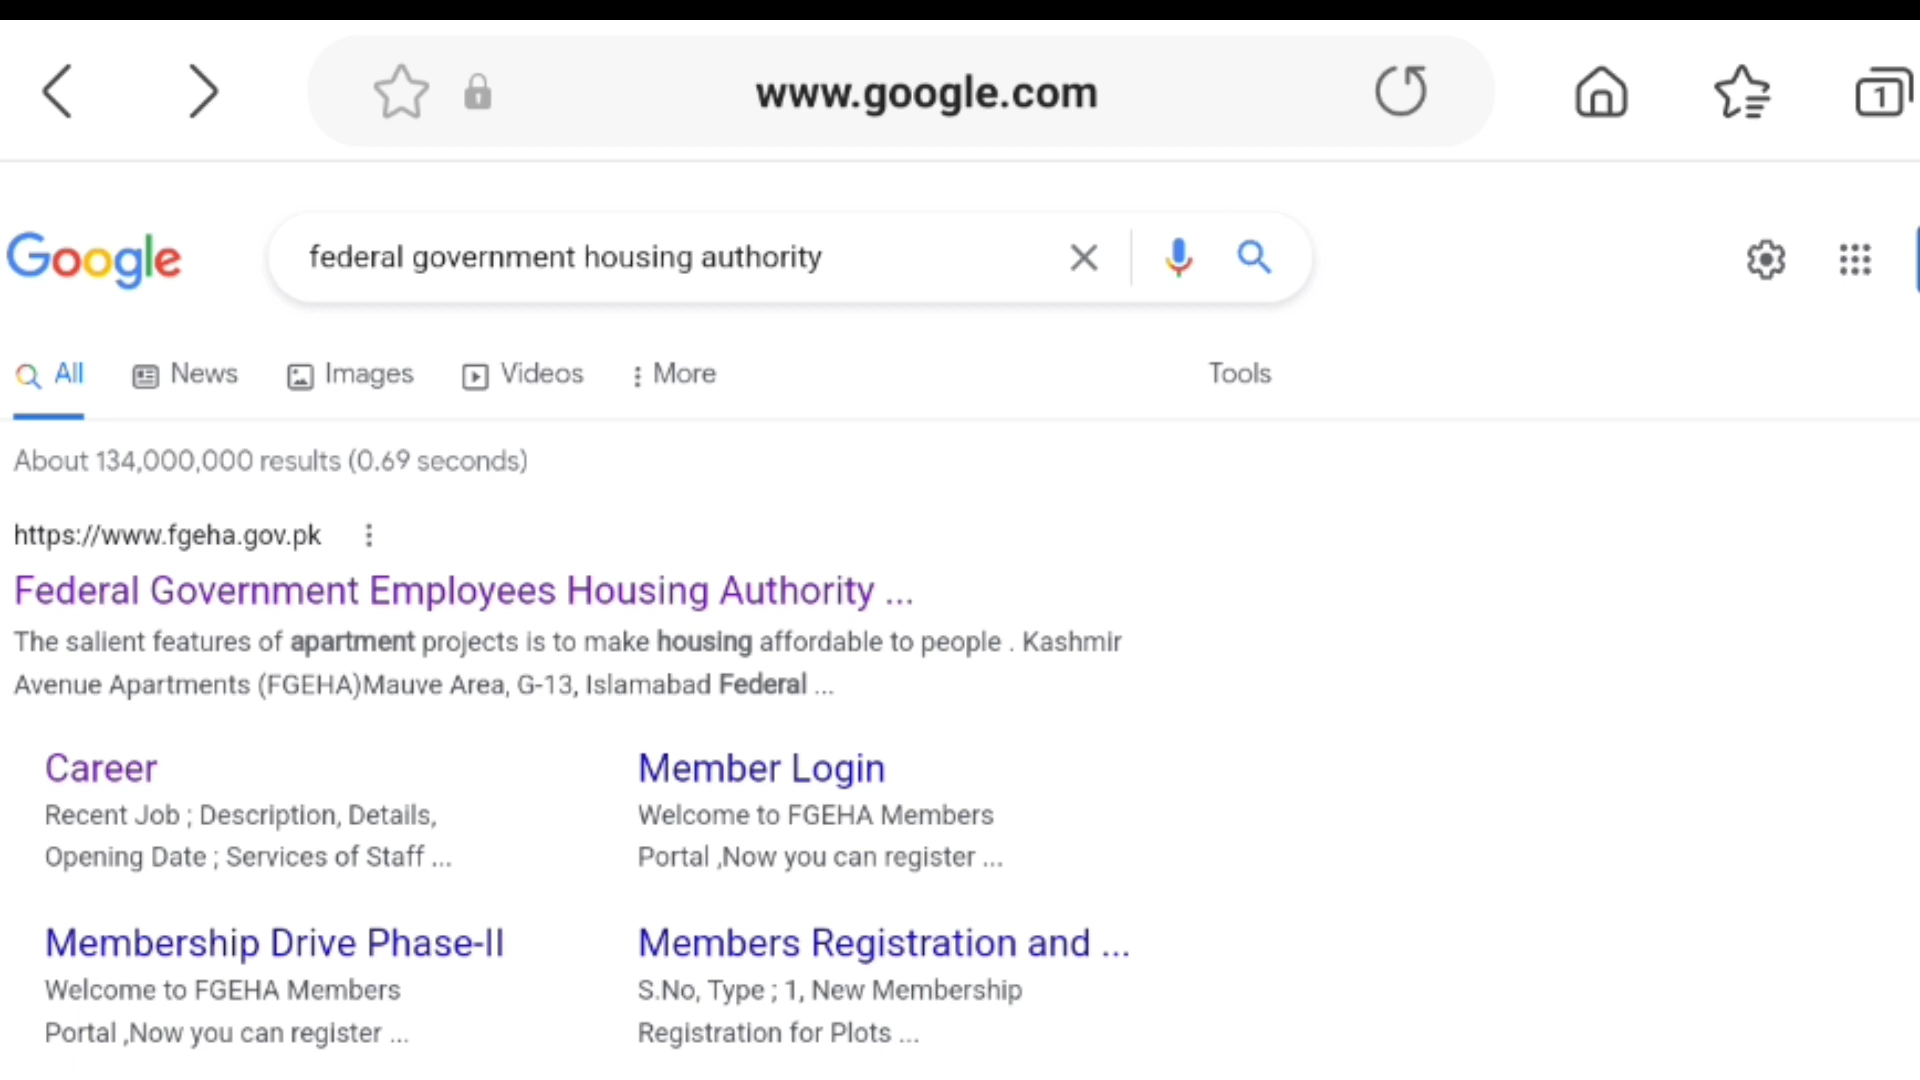 www.google.com
1
Google
federal government housing authority
All
News
Images
Videos
More
Tools
About 134,000,000 results (0.69 seconds)
https://www.fgeha.gov.pk
Federal Government Employees Housing Authority ...
The salient features of apartment projects is to make housing affordable to people . Kashmir
Avenue Apartments (FGEHA)Mauve Area, G-13, Islamabad Federal ...
Career
Recent Job ; Description, Details,
Opening Date ; Services of Staff ...
Member Login
Welcome to FGEHA Members
Portal ,Now you can register ...
Membership Drive Phase-II
Welcome to FGEHA Members
Portal ,Now you can register ...
Members Registration and ...
S.No, Type ; 1, New Membership
Registration for Plots ...